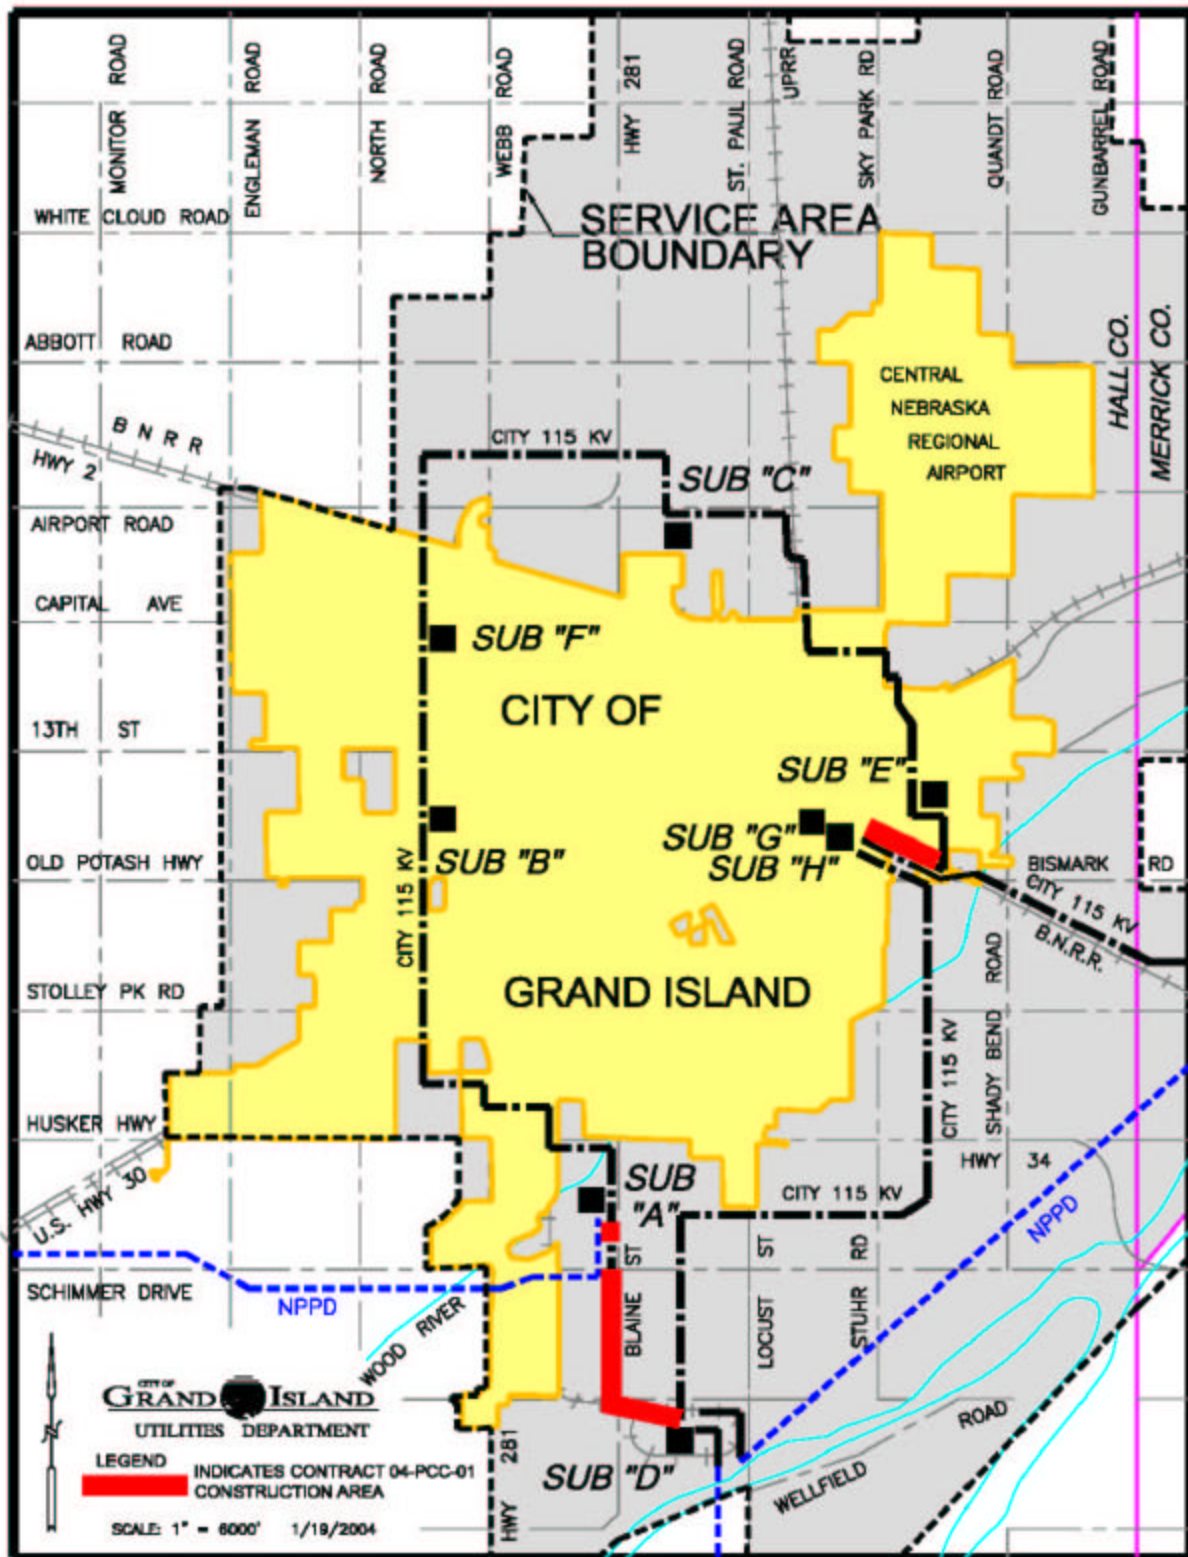 MONITOR ROAD
ENGLEMAN ROAD
NORTH ROAD
WEBB ROAD
HWY 281
ST. PAUL ROAD
UPRR
SKY PARK RD
QUANDT ROAD
GUNBARREL ROAD
WHITE CLOUD ROAD
SERVICE AREA
BOUNDARY
ABBOTT ROAD
HALL CO.
MERRICK CO.
CENTRAL
NEBRASKA
REGIONAL
AIRPORT
BNRR
HWY 2
CITY 115 KV
SUB "C"
AIRPORT ROAD
CAPITAL AVE
SUB "F"
CITY OF
13TH ST
SUB "E"
SUB "G"
SUB "H"
OLD POTASH HWY
SUB "B"
BISMARK RD
CITY 115 KV
CITY 115 KV
B.N.R.R.
STOLLEY PK RD
GRAND ISLAND
CITY 115 KV
SHADY BEND ROAD
HUSKER HWY
HWY 34
U.S. HWY 30
SUB
"A"
CITY 115 KV
NPPD
SCHIMMER DRIVE
NPPD
WOOD RIVER
BLAINE ST
LOCUST ST
STUHR RD
CITY OF
GRAND ISLAND
UTILITIES DEPARTMENT
LEGEND
INDICATES CONTRACT 04-PCC-01
CONSTRUCTION AREA
SCALE: 1" = 6000' 1/19/2004
N
HWY 281
SUB "D"
WELLFIELD ROAD